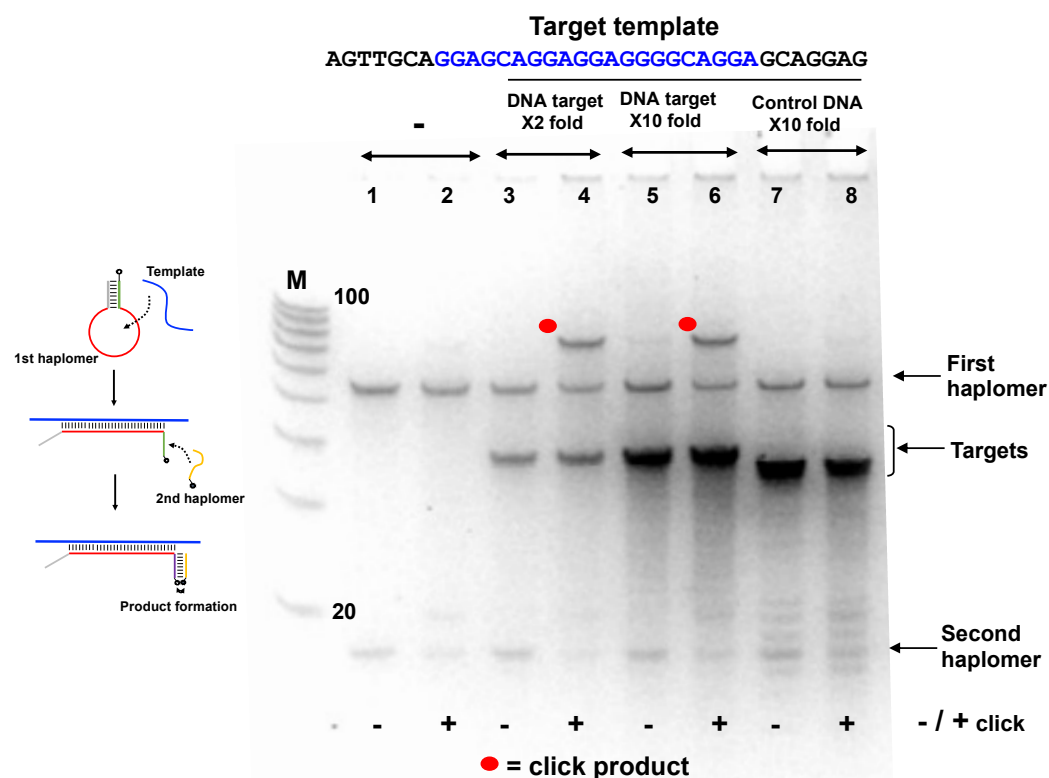 Target template
AGTTGCAGGAGCAGGAGGAGGGGCAGGAGCAGGAG
-
DNA target
X2 fold
DNA target
X10 fold
Control DNA
X10 fold
1 2 3 4 5 6 7 8
M
100
20
Template
1st haplomer
2nd haplomer
Product formation
First
haplomer
Targets
Second
haplomer
- + - + - + - + - / + click
= click product